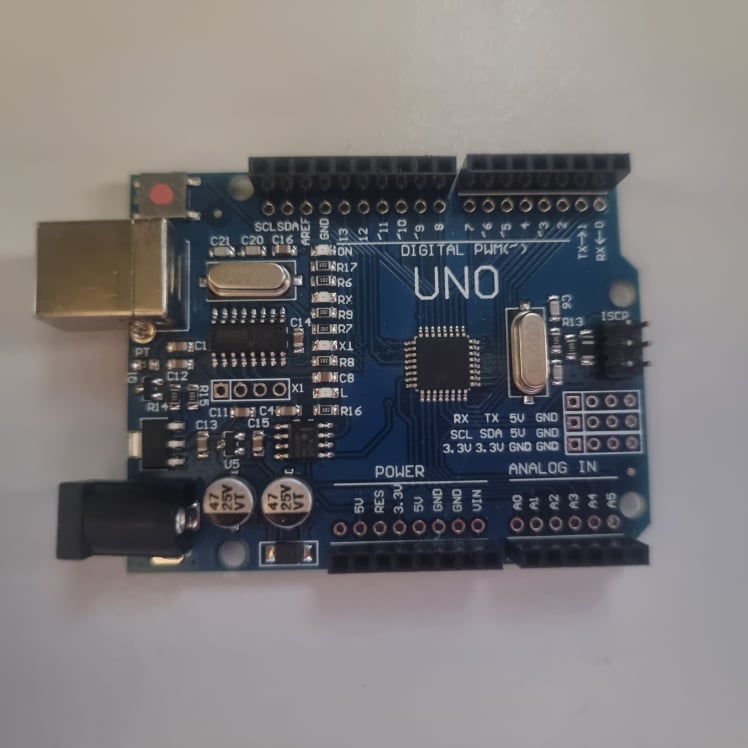 SCL SDA AREF GND 13 12 ~11 ~10 ~9 8
7 ~6 ~5 4 ~3 2 TX→1 RX←0
DIGITAL PWM(~)
UNO
C21 C20 C16
ON
R17
R6
RX
R9
R7
TX
R8
C8
L
R16
C14
C1
PT
C12
R14
R15
X1
C11
C4
C13
C15
U5
C6
R13
ISCP
RX TX 5V GND
SCL SDA 5V GND
3.3V 3.3V GND GND
POWER
5V RES 3.3V 5V GND GND VIN
ANALOG IN
A0 A1 A2 A3 A4 A5
47
25V
VT
47
25V
VT